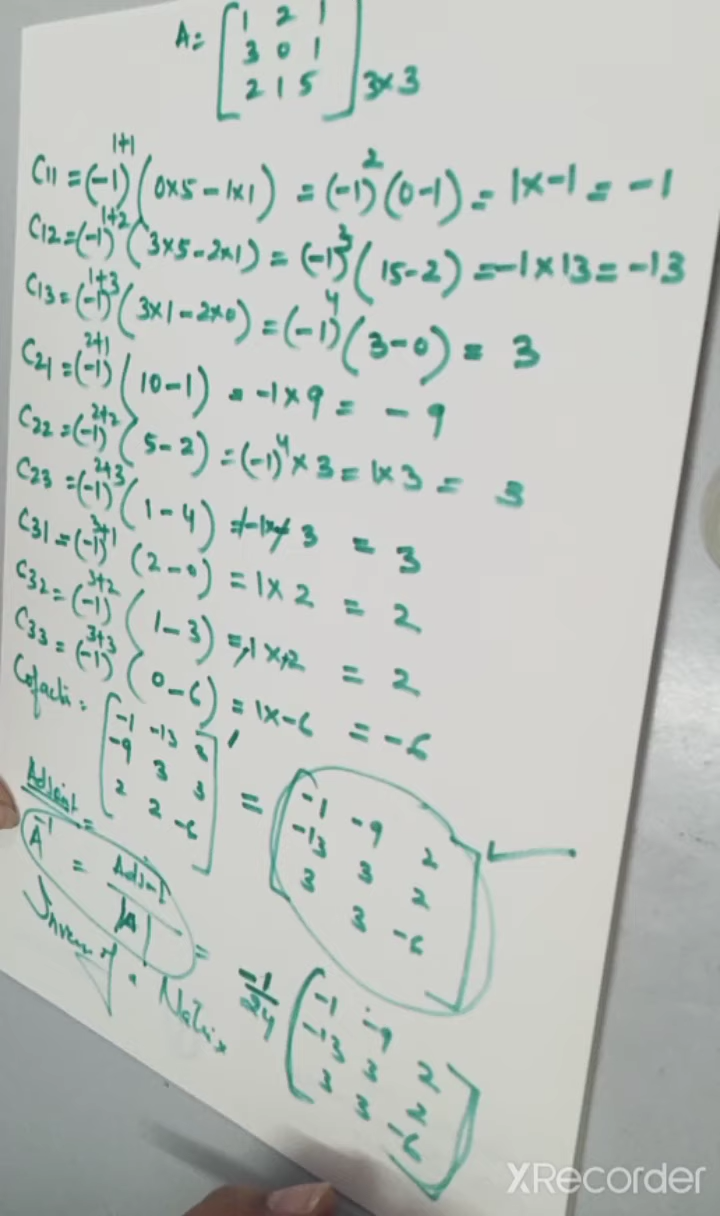 A = [1 2 1
3 0 1
2 1 5] 3×3
C11 = (-1)^1+1 (0×5 - 1×1) = (-1)^2 (0-1) = 1×-1 = -1
C12 = (-1)^1+2 (3×5 - 2×1) = (-1)^3 (15-2) = -1×13 = -13
C13 = (-1)^1+3 (3×1 - 2×0) = (-1)^4 (3-0) = 3
C21 = (-1)^2+1 (10-1) = -1×9 = -9
C22 = (-1)^2+2 (5-2) = (-1)^4 × 3 = 1×3 = 3
C23 = (-1)^2+3 (1-4) = -1×-3 = 3
C31 = (-1)^3+1 (2-0) = 1×2 = 2
C32 = (-1)^3+2 (1-3) = -1×-2 = 2
C33 = (-1)^3+3 (0-6) = 1×-6 = -6
[-1 -13 3
-9 3 3
2 2 -6]' = [-1 -9 2
-13 3 2
3 3 -6]
A^-1 = / |A| = -1/24 [-1 -9 2
-13 3 2
3 3 -6]
XRecorder